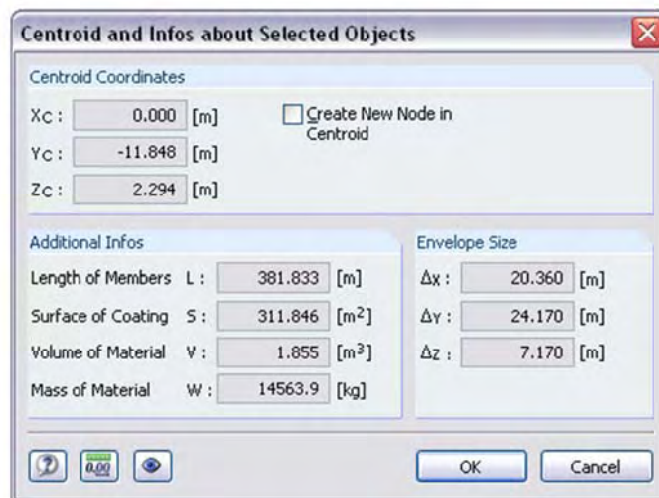 Centroid and Infos about Selected Objects
Centroid Coordinates
XC : 0.000 [m]
Create New Node in
Centroid
YC : -11.848 [m]
ZC : 2.294 [m]
Additional Infos
Length of Members L : 381.833 [m]
Surface of Coating S : 311.846 [m2]
Volume of Material V : 1.855 [m3]
Mass of Material W : 14563.9 [kg]
Envelope Size
ΔX : 20.360 [m]
ΔY : 24.170 [m]
ΔZ : 7.170 [m]
0.00
OK Cancel